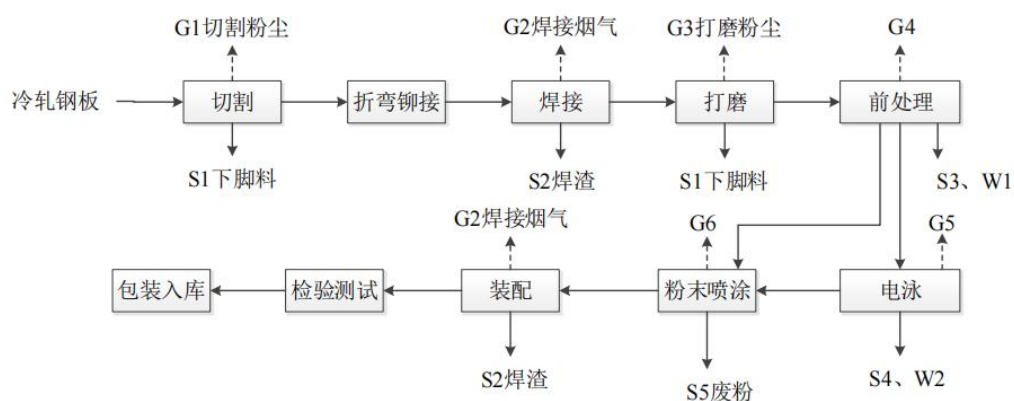 G1切割粉尘
G2焊接烟气
G3打磨粉尘
G4
冷轧钢板
切割
折弯铆接
焊接
打磨
前处理
S1下脚料
S2焊渣
S1下脚料
S3、W1
G2焊接烟气
G6
G5
包装入库
检验测试
装配
粉末喷涂
电泳
S2焊渣
S5废粉
S4、W2